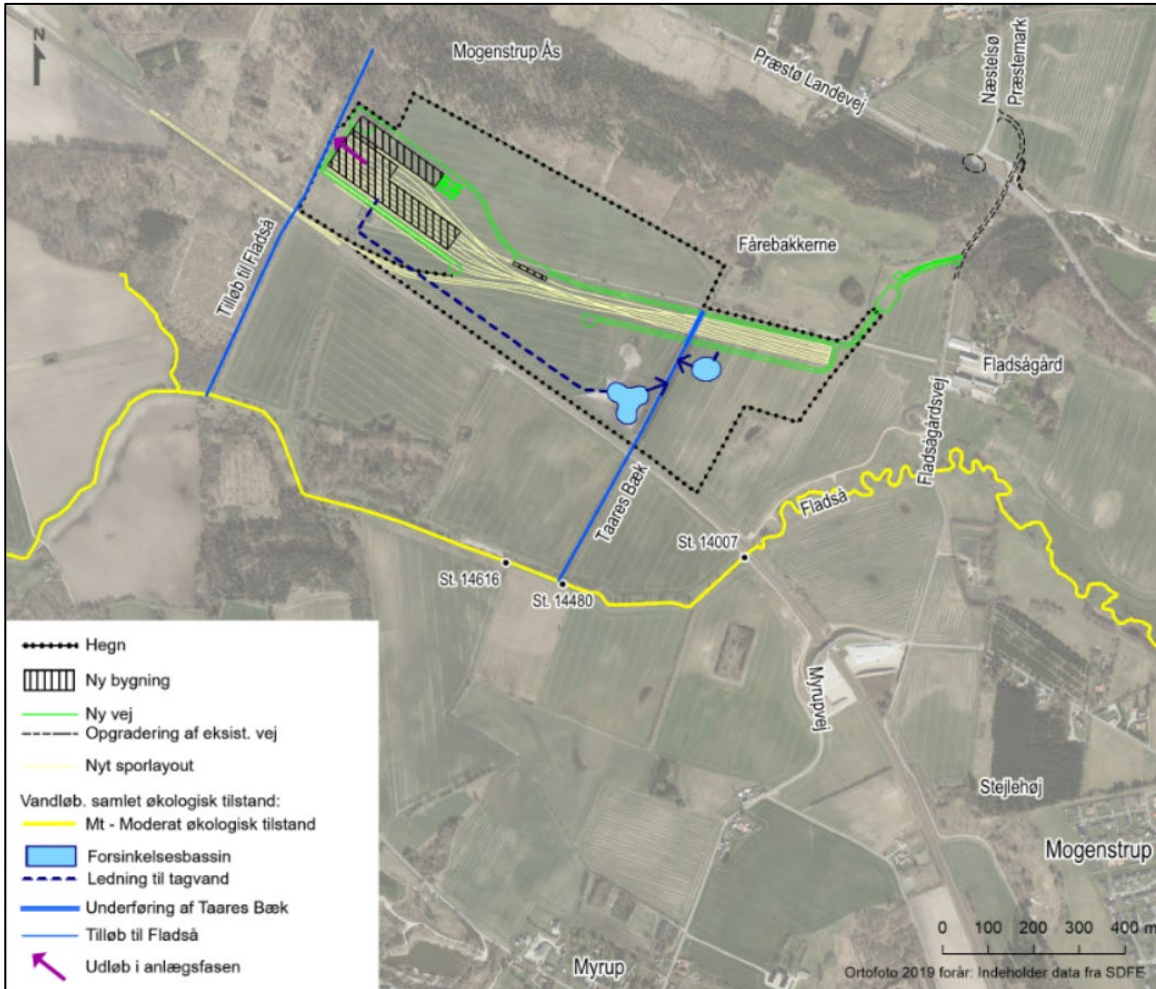 N
Mogenstrup Ås
Præstø Landevej
Næstelsø
Præstemark
Fårebakkerne
Tilløb til Fladså
Fladsågård
Fladsågårdsvej
Fladså
Taares Bæk
St. 14007
St. 14616
St. 14480
Myrupvej
Stejlehøj
Mogenstrup
Myrup
Hegn
Ny bygning
Ny vej
Opgradering af eksist. vej
Nyt sporlayout
Vandløb. samlet økologisk tilstand:
Mt - Moderat økologisk tilstand
Forsinkelsesbassin
Ledning til tagvand
Underføring af Taares Bæk
Tilløb til Fladså
Udløb i anlægsfasen
0 100 200 300 400 m
Ortofoto 2019 forår: Indeholder data fra SDFE